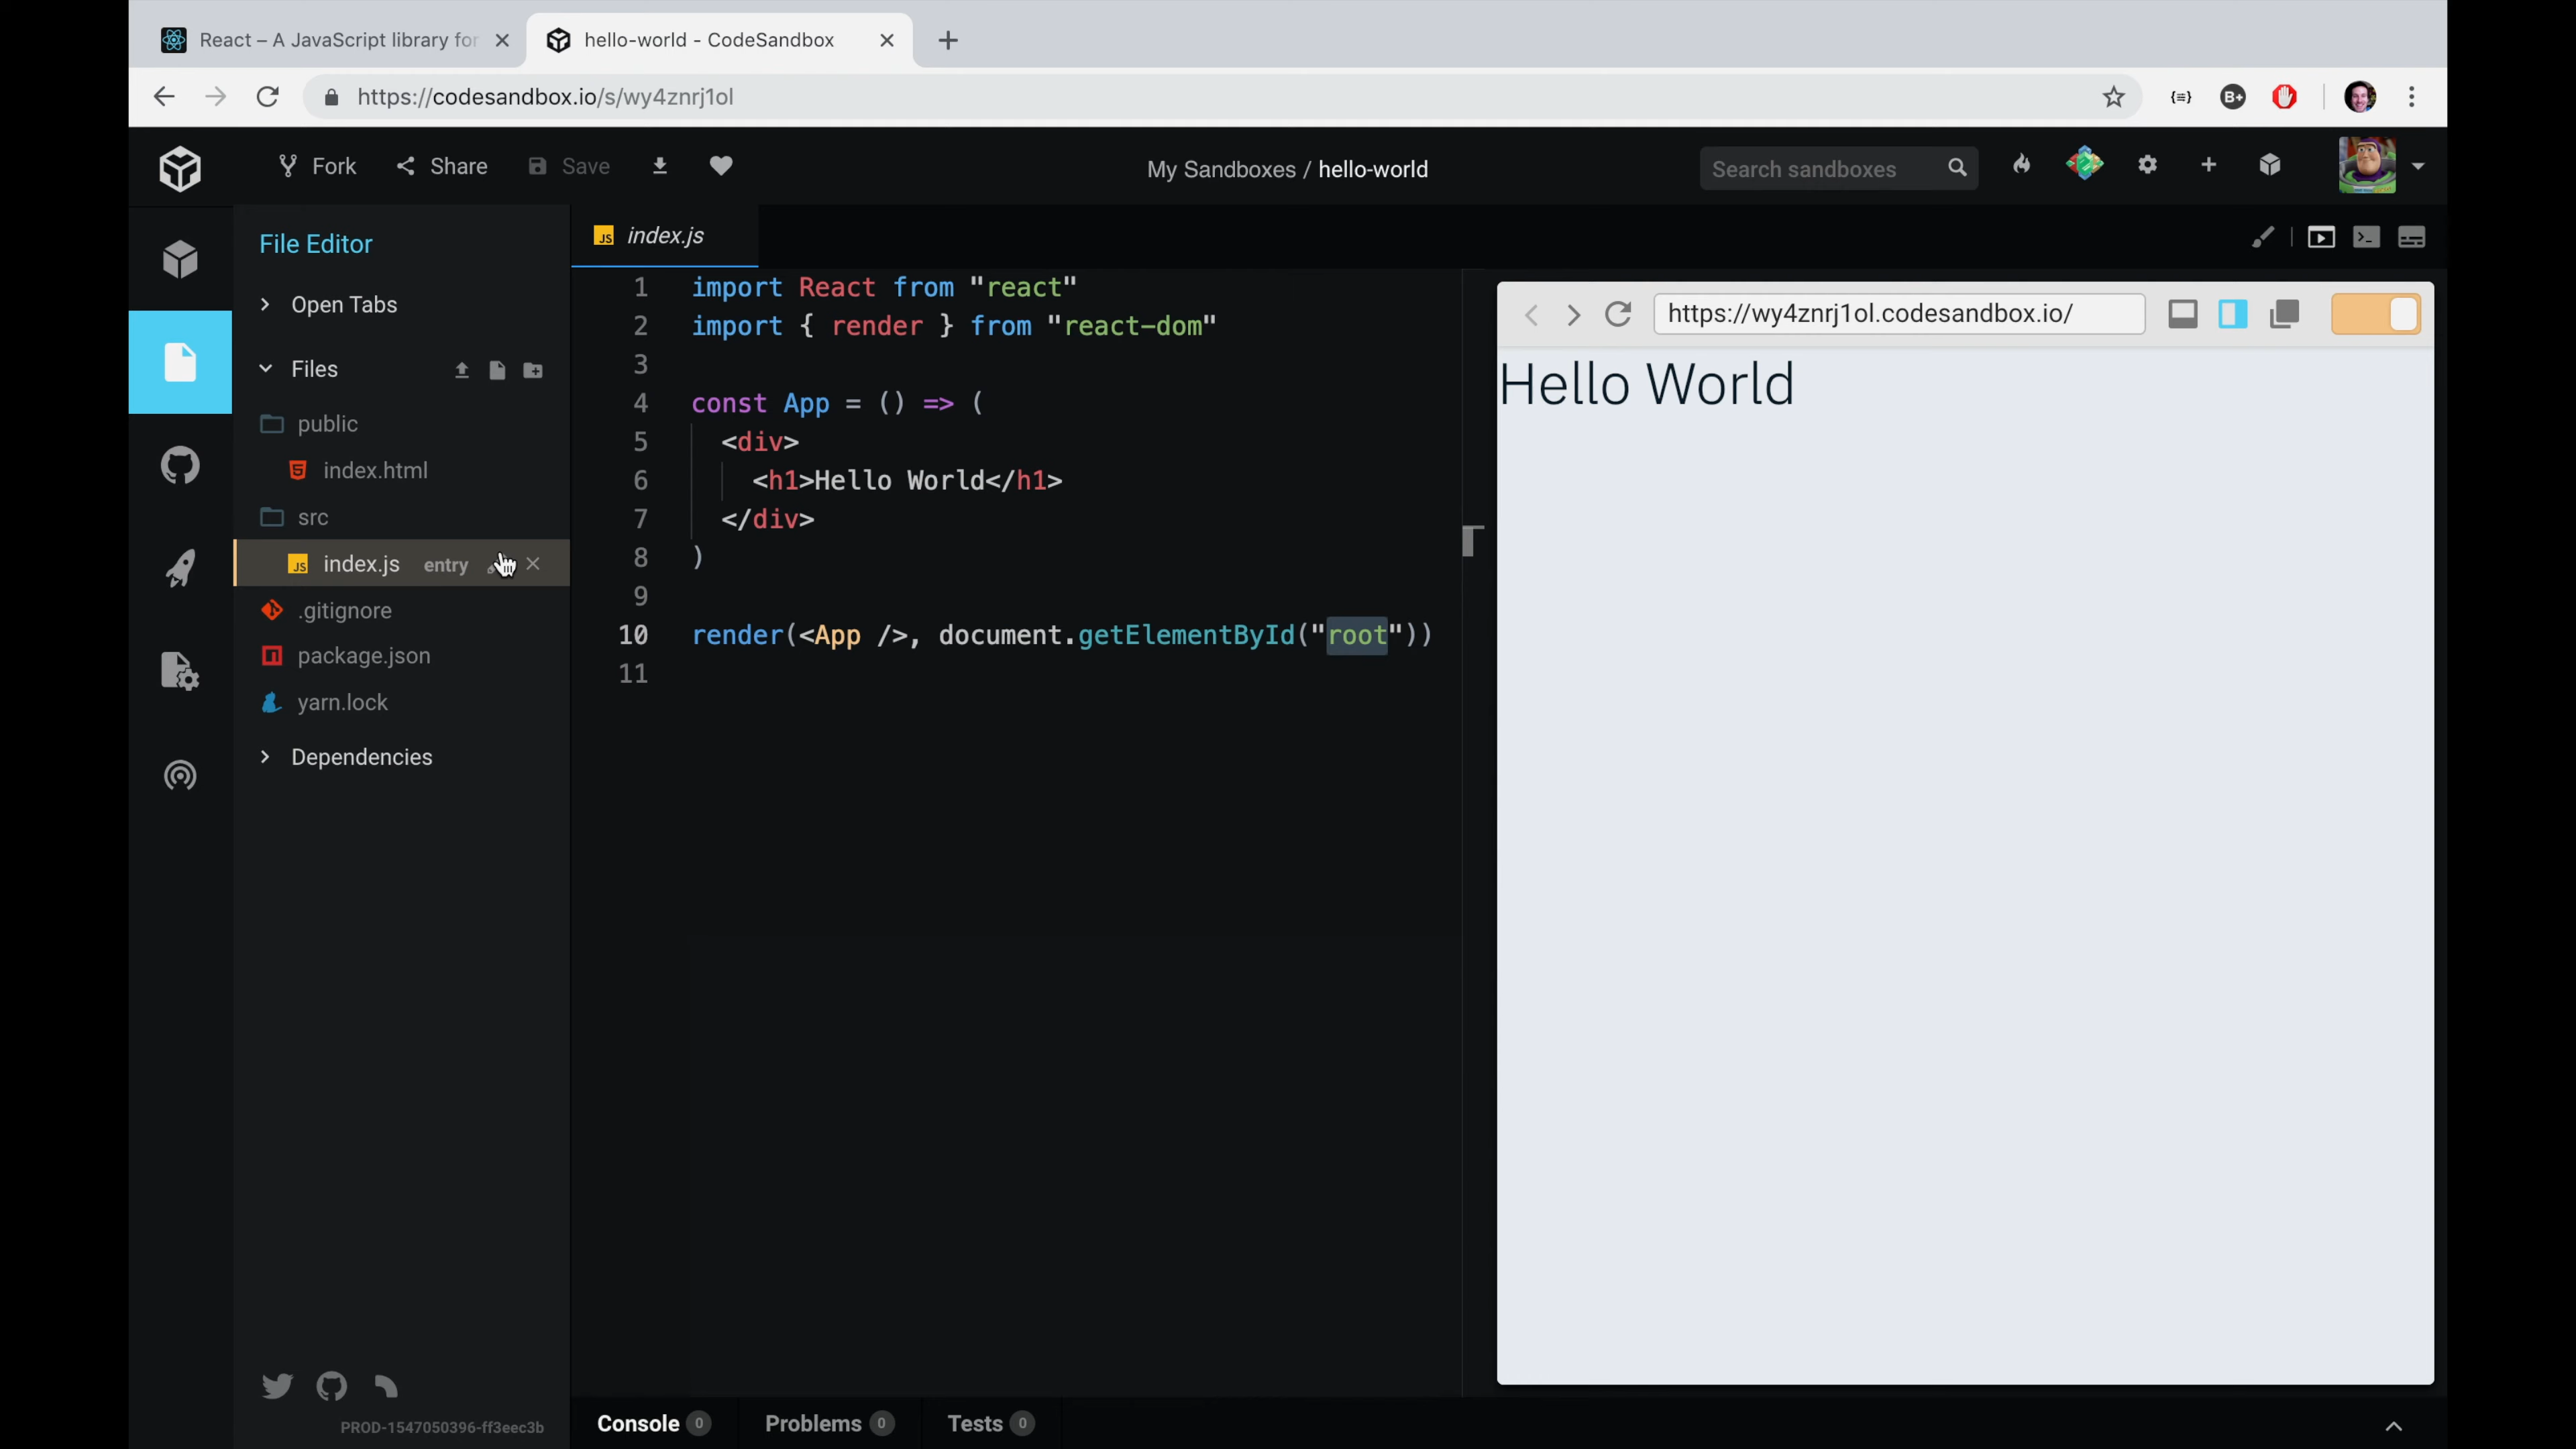 React – A JavaScript library for
hello-world - CodeSandbox
https://codesandbox.io/s/wy4znrj1ol
Fork
Share
Save
My Sandboxes / hello-world
Search sandboxes
File Editor
Open Tabs
Files
public
index.html
src
index.js entry
.gitignore
package.json
yarn.lock
Dependencies
PROD-1547050396-ff3eec3b
index.js
1 import React from "react"
2 import { render } from "react-dom"
3
4 const App = () => (
5 <div>
6 <h1>Hello World</h1>
7 </div>
8 )
9
10 render(<App />, document.getElementById("root"))
11
https://wy4znrj1ol.codesandbox.io/
Hello World
Console 0
Problems 0
Tests 0